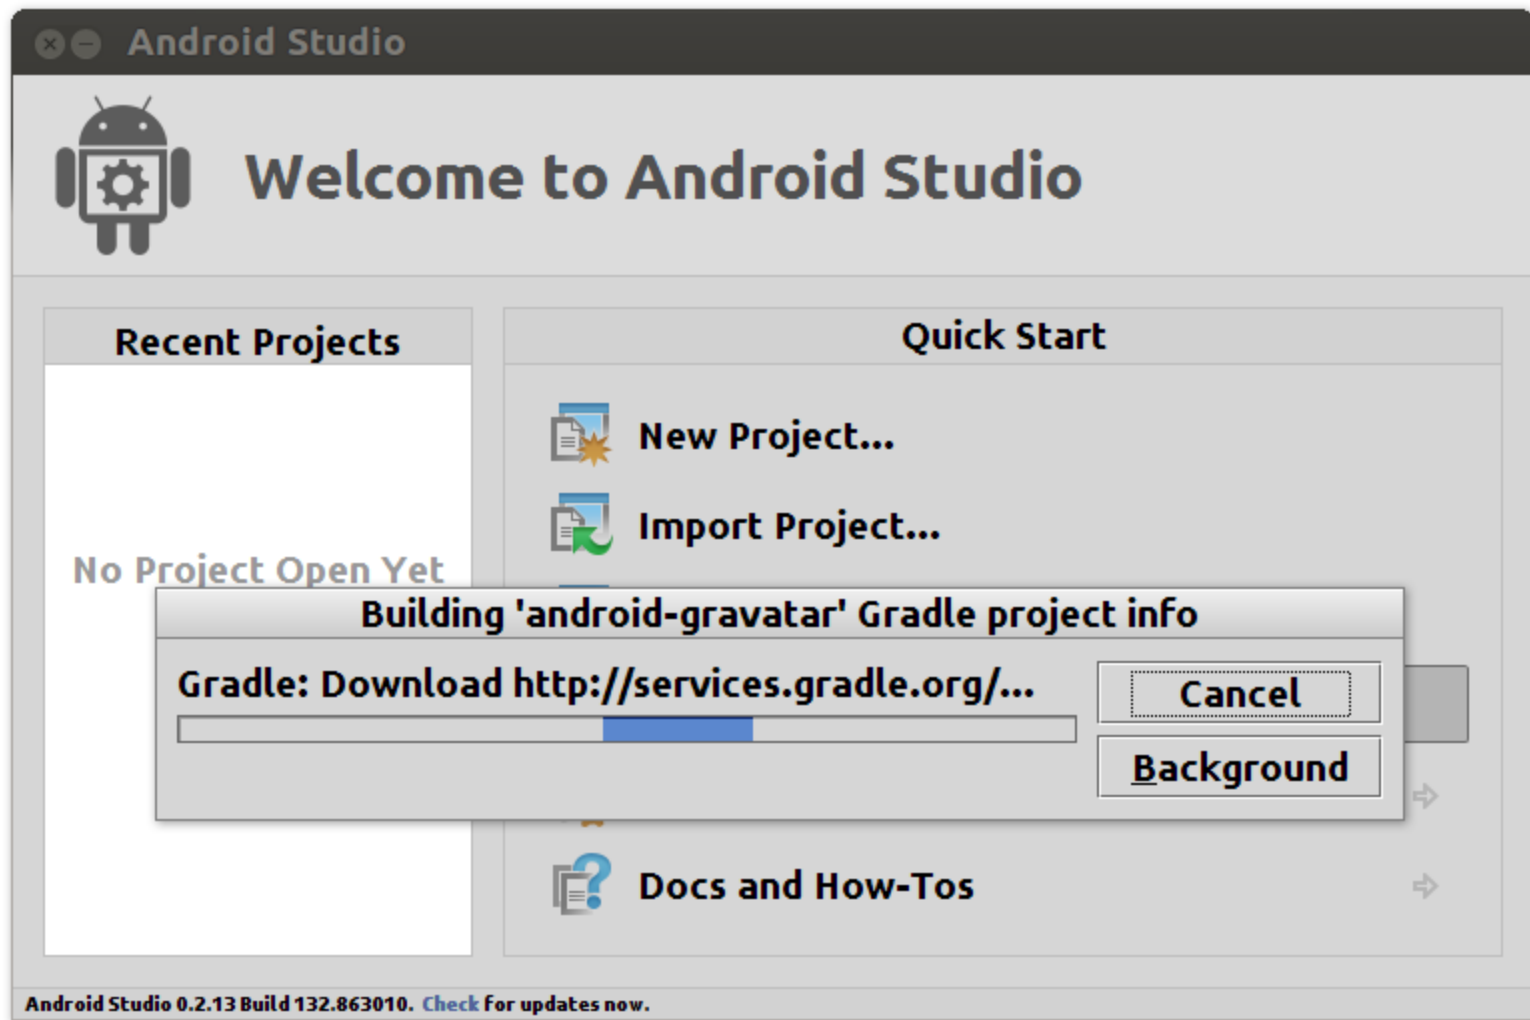 Android Studio
Welcome to Android Studio
Recent Projects
No Project Open Yet
Quick Start
New Project...
Import Project...
Building 'android-gravatar' Gradle project info
Gradle: Download http://services.gradle.org/...
Cancel
Background
Docs and How-Tos
Android Studio 0.2.13 Build 132.863010. Check for updates now.